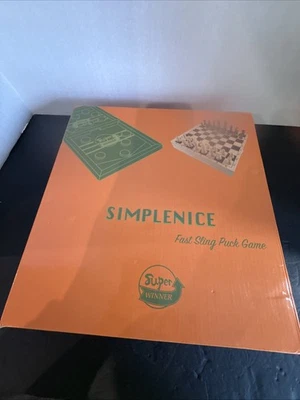 SIMPLENICE
Fast Sling Puck Game
Super
WINNER